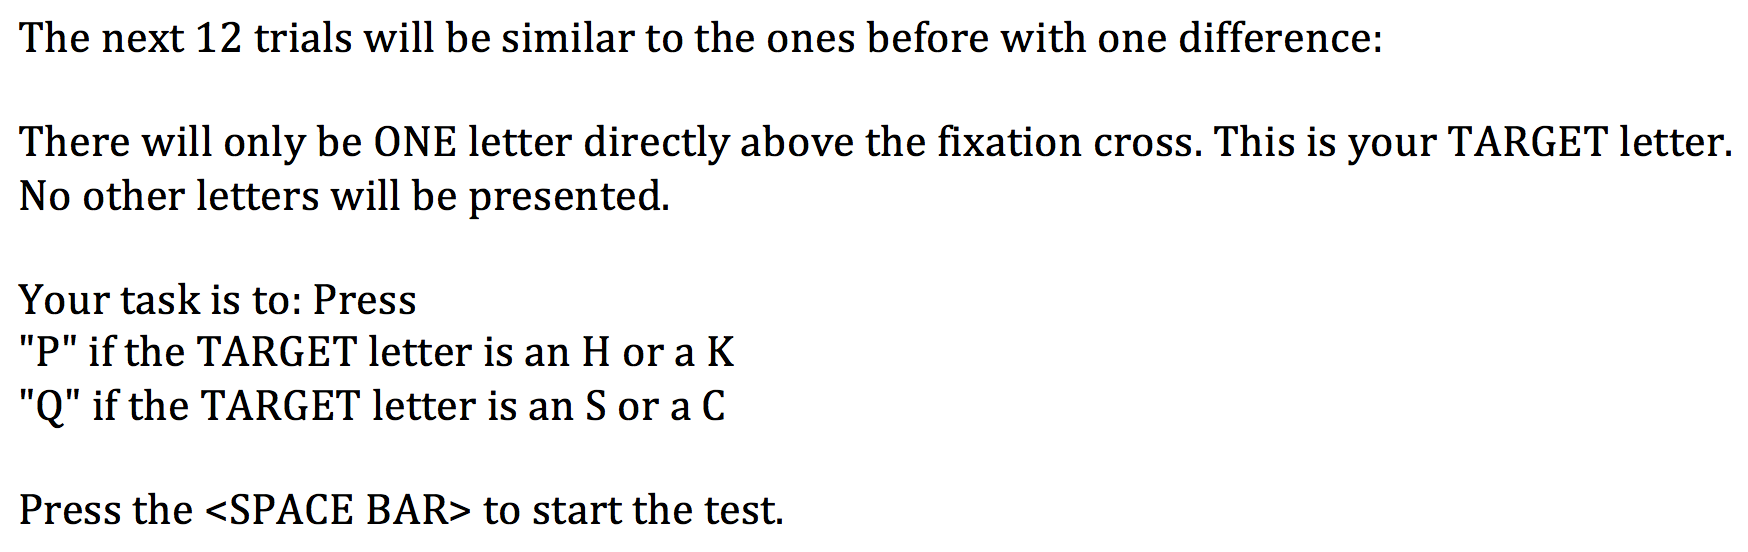 The next 12 trials will be similar to the ones before with one difference:
There will only be ONE letter directly above the fixation cross. This is your TARGET letter.
No other letters will be presented.
Your task is to: Press
"P" if the TARGET letter is an H or a K
"Q" if the TARGET letter is an S or a C
Press the <SPACE BAR> to start the test.